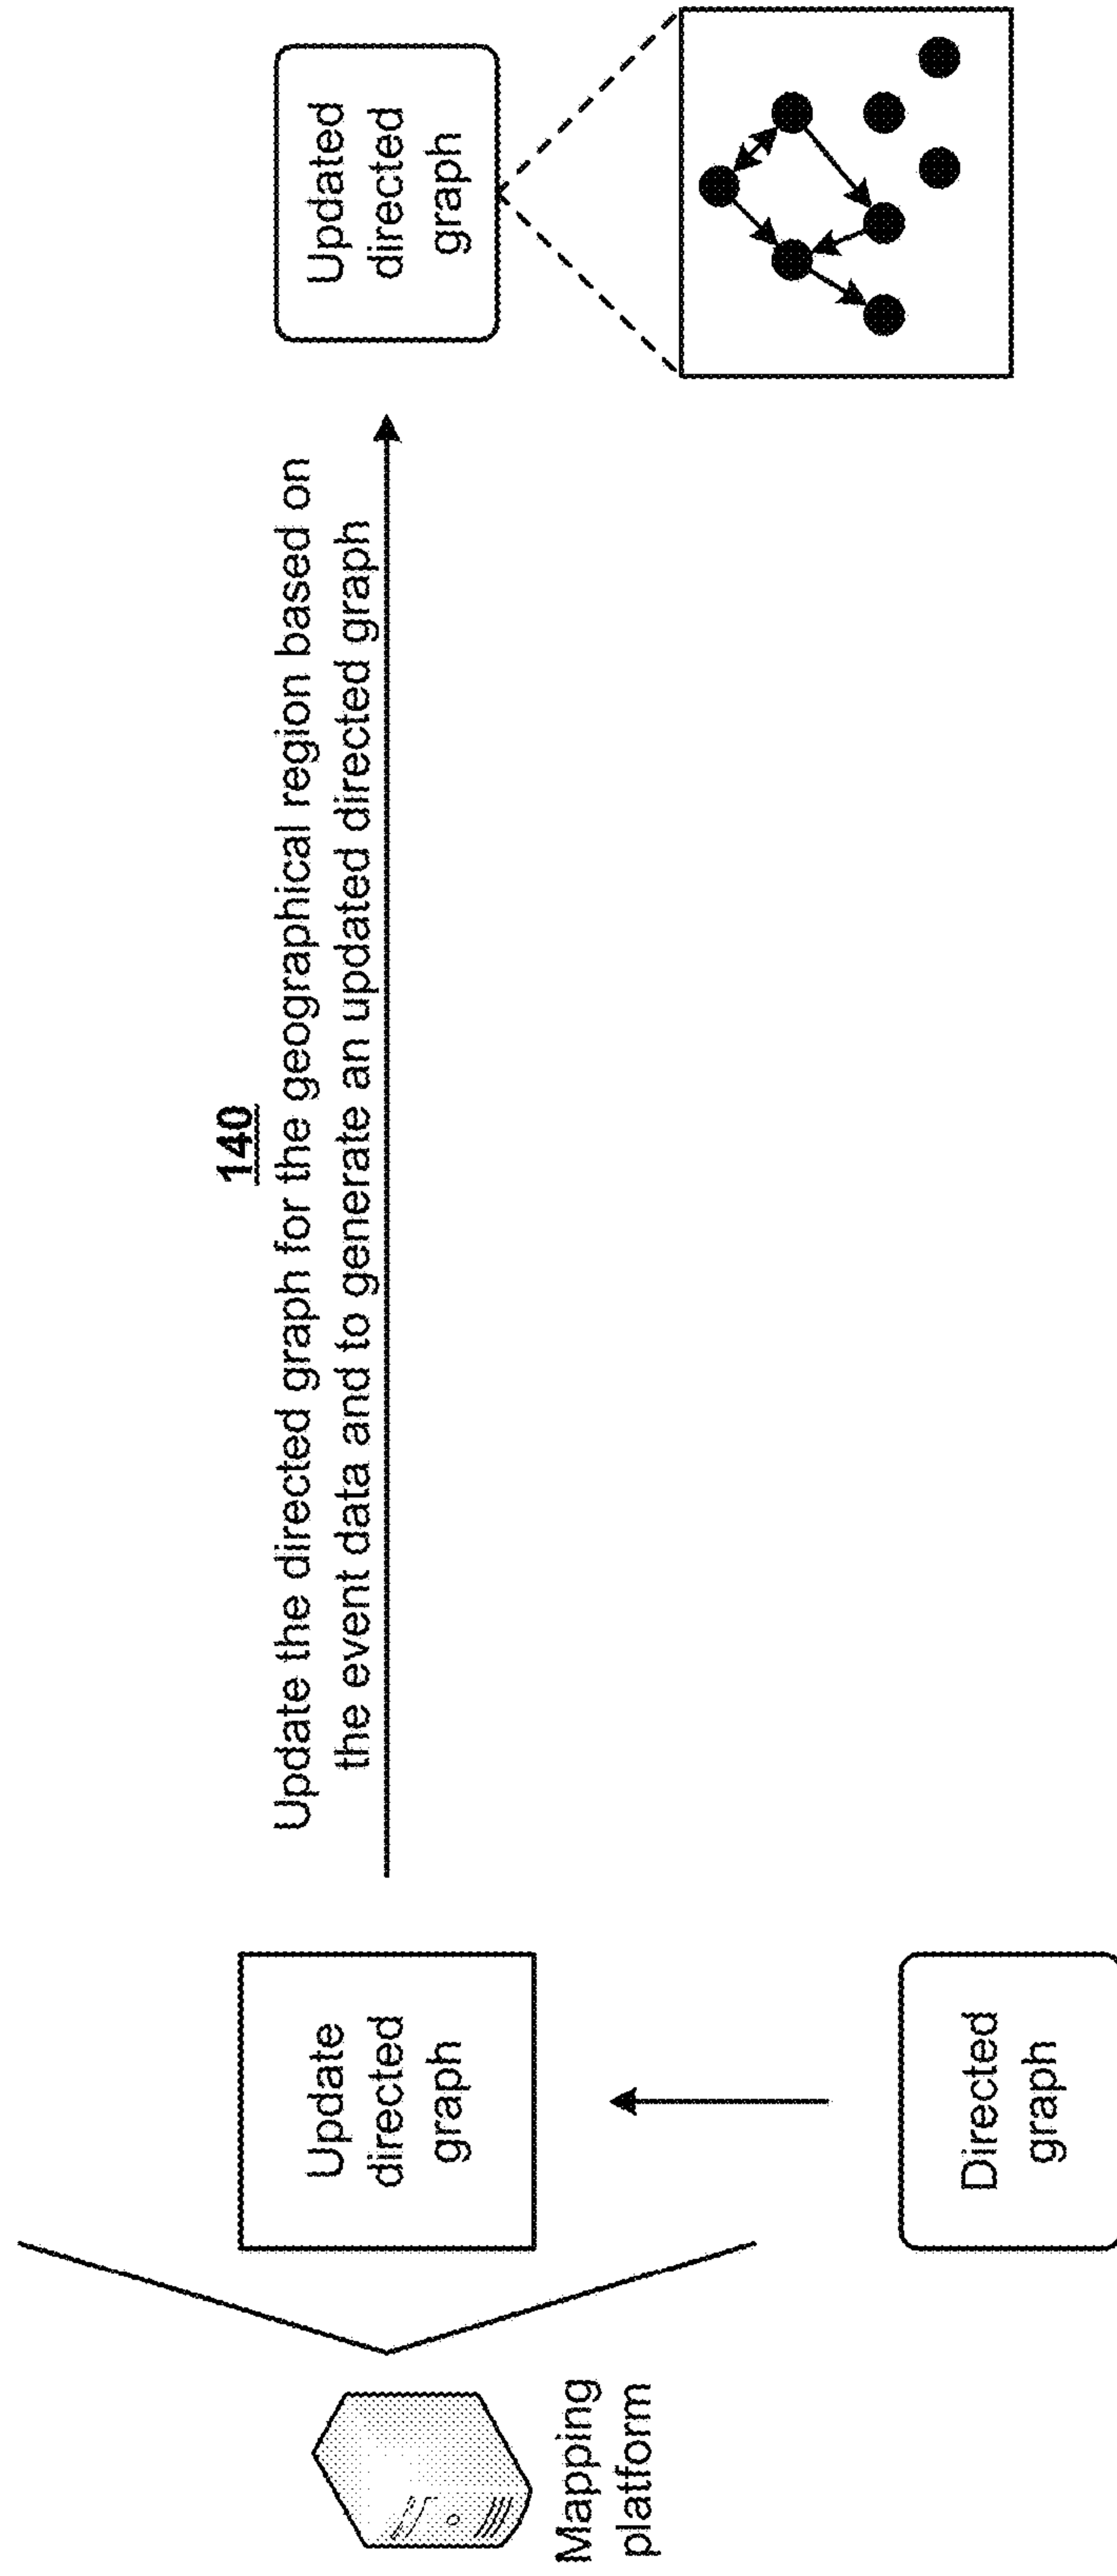 140
Update the directed graph for the geographical region based on
the event data and to generate an updated directed graph
Mapping
platform
Update
directed
graph
Directed
graph
Updated
directed
graph